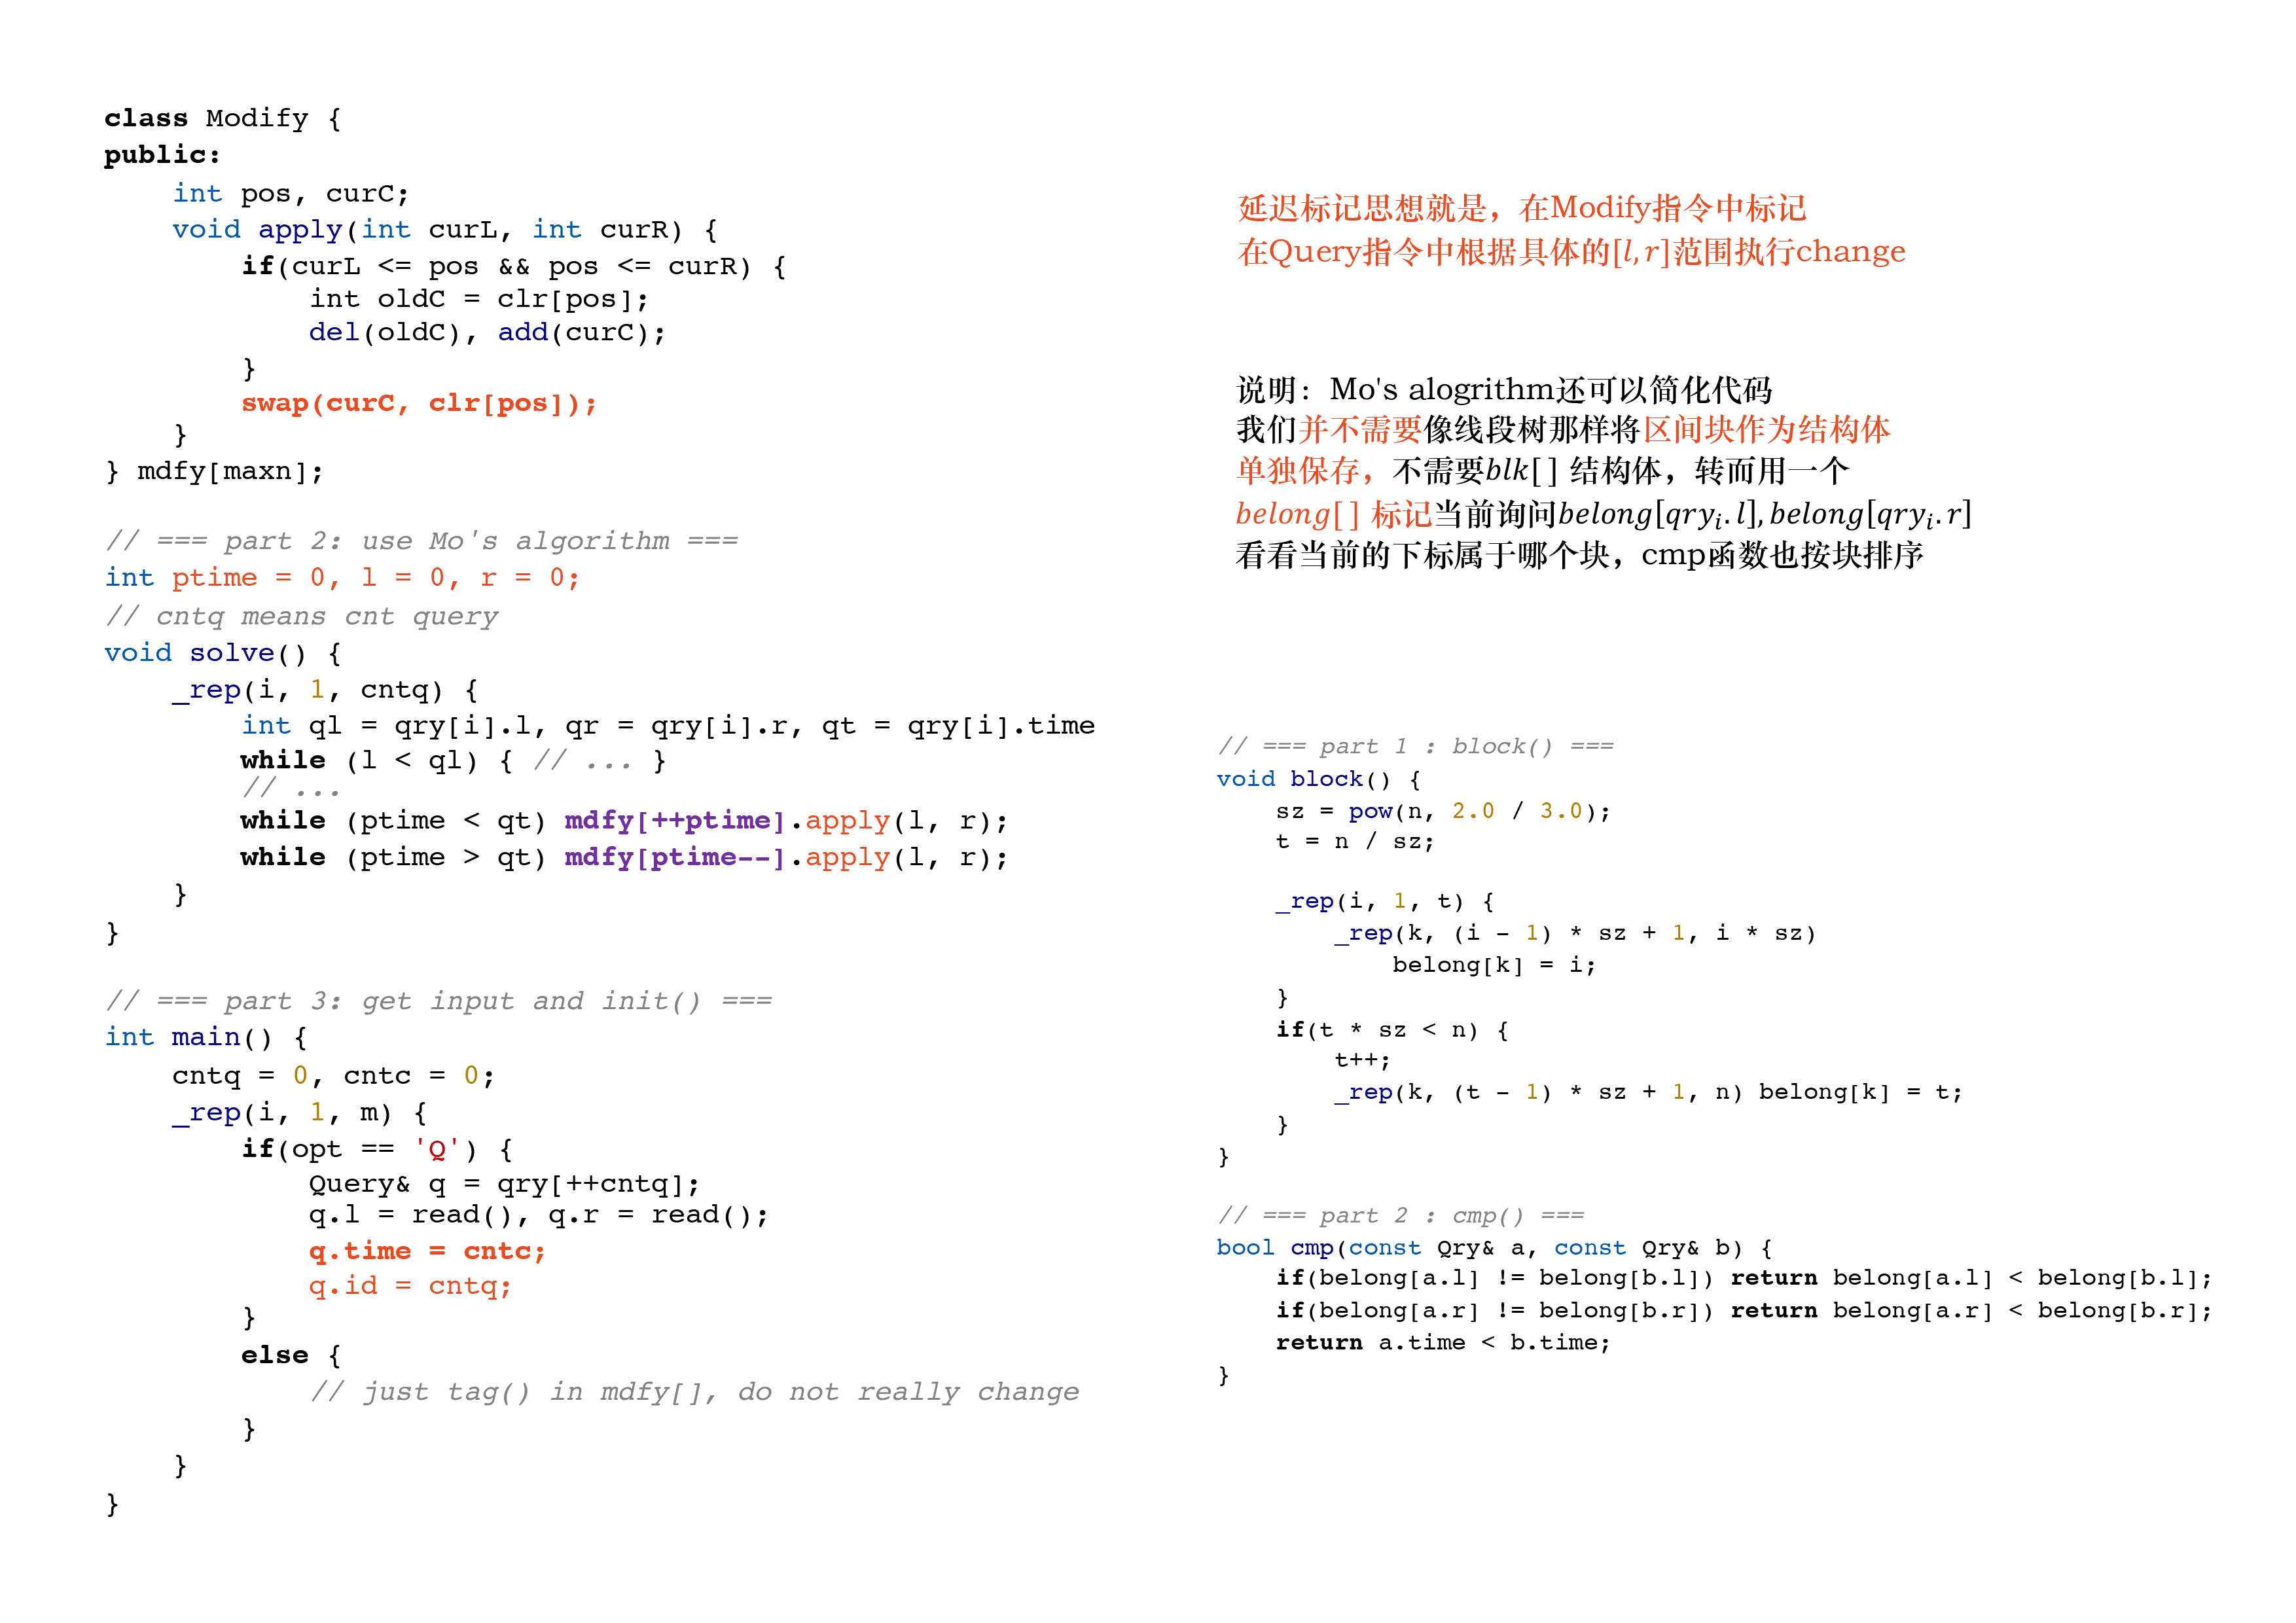 class Modify {
public:
    int pos, curC;
    void apply(int curL, int curR) {
        if(curL <= pos && pos <= curR) {
            int oldC = clr[pos];
            del(oldC), add(curC);
        }
        swap(curC, clr[pos]);
    }
} mdfy[maxn];
// === part 2: use Mo's algorithm ===
int ptime = 0, l = 0, r = 0;
// cntq means cnt query
void solve() {
    _rep(i, 1, cntq) {
        int ql = qry[i].l, qr = qry[i].r, qt = qry[i].time
        while (l < ql) { // ... }
        // ...
        while (ptime < qt) mdfy[++ptime].apply(l, r);
        while (ptime > qt) mdfy[ptime--].apply(l, r);
    }
}
// === part 3: get input and init() ===
int main() {
    cntq = 0, cntc = 0;
    _rep(i, 1, m) {
        if(opt == 'Q') {
            Query& q = qry[++cntq];
            q.l = read(), q.r = read();
            q.time = cntc;
            q.id = cntq;
        }
        else {
            // just tag() in mdfy[], do not really change
        }
    }
}
延迟标记思想就是，在Modify指令中标记
在Query指令中根据具体的[l, r]范围执行change
说明：Mo's alogrithm还可以简化代码
我们并不需要像线段树那样将区间块作为结构体
单独保存，不需要blk[ ] 结构体，转而用一个
belong[ ] 标记当前询问belong[qryᵢ. l], belong[qryᵢ. r]
看看当前的下标属于哪个块，cmp函数也按块排序
// === part 1 : block() ===
void block() {
    sz = pow(n, 2.0 / 3.0);
    t = n / sz;
    _rep(i, 1, t) {
        _rep(k, (i - 1) * sz + 1, i * sz)
            belong[k] = i;
    }
    if(t * sz < n) {
        t++;
        _rep(k, (t - 1) * sz + 1, n) belong[k] = t;
    }
}
// === part 2 : cmp() ===
bool cmp(const Qry& a, const Qry& b) {
    if(belong[a.l] != belong[b.l]) return belong[a.l] < belong[b.l];
    if(belong[a.r] != belong[b.r]) return belong[a.r] < belong[b.r];
    return a.time < b.time;
}